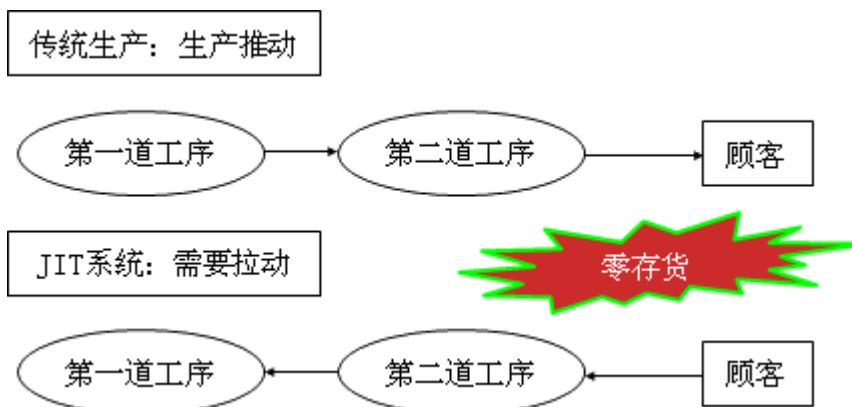 传统生产：生产推动
第一道工序
第二道工序
顾客
JIT系统：需要拉动
零存货
第一道工序
第二道工序
顾客